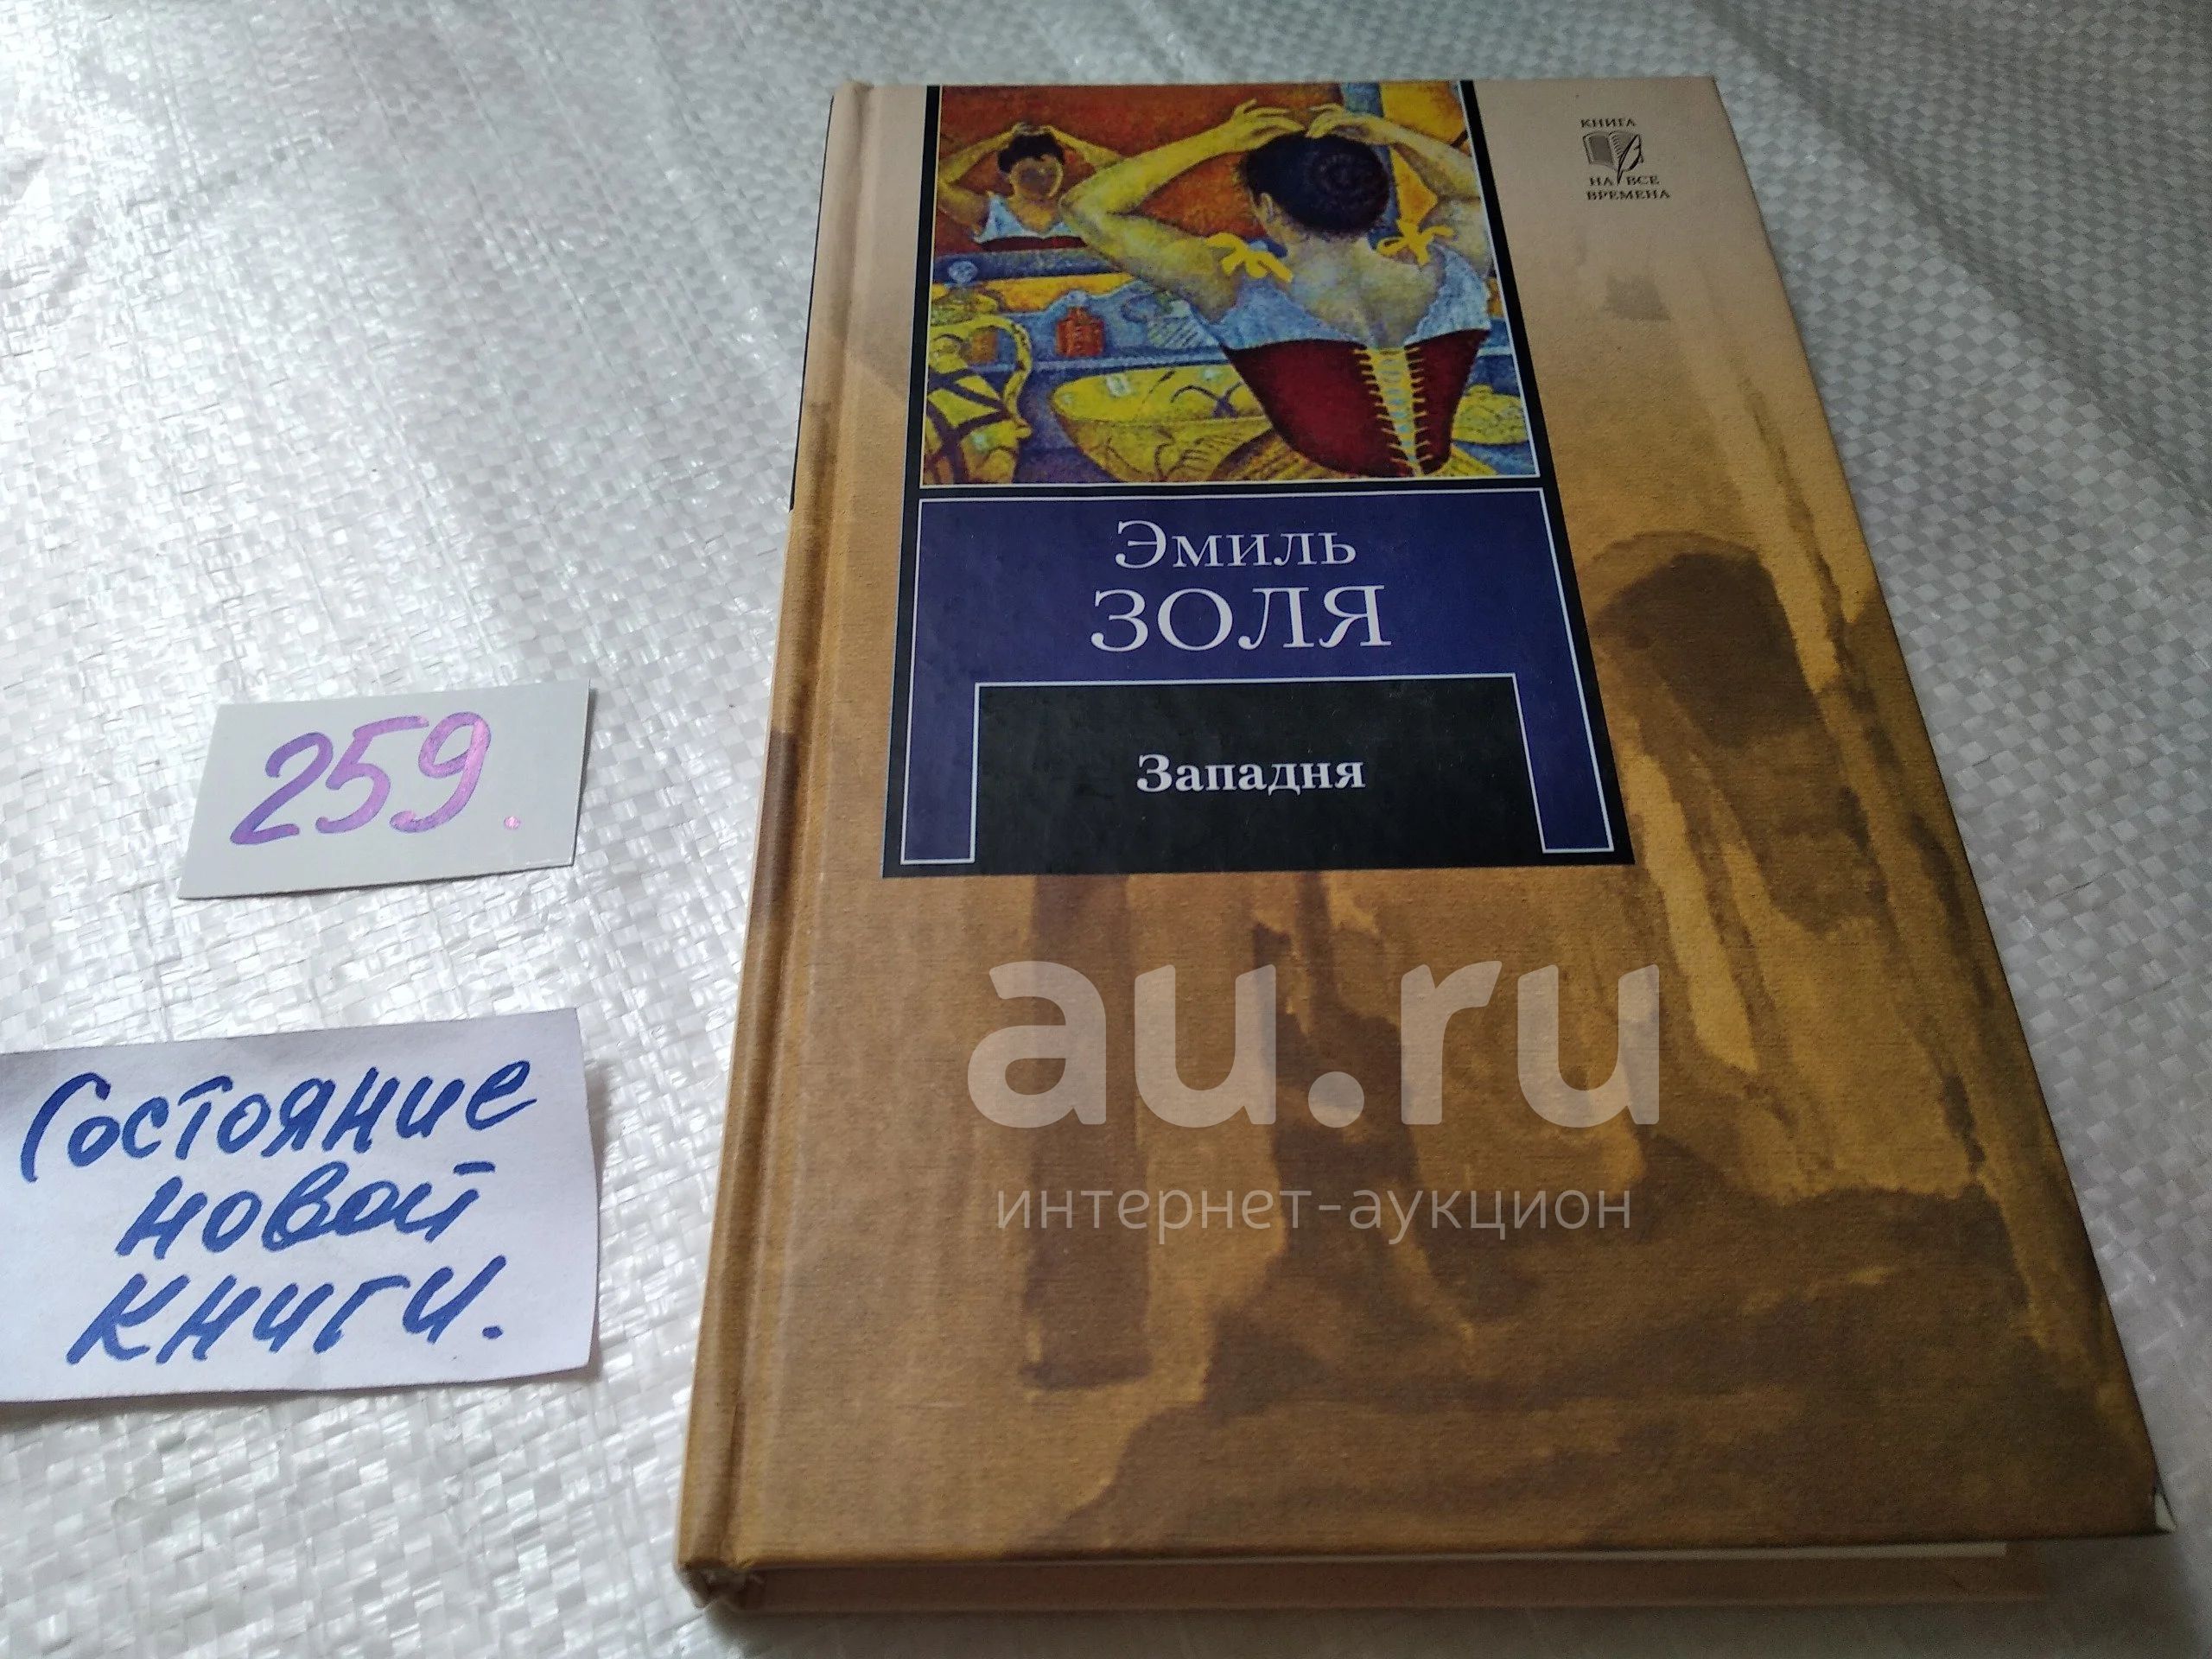 КНИГА
НА ВСЕ
ВРЕМЕНА
Эмиль
ЗОЛЯ
Западня
259.
Состояние
новой
книги.
au.ru
интернет-аукцион